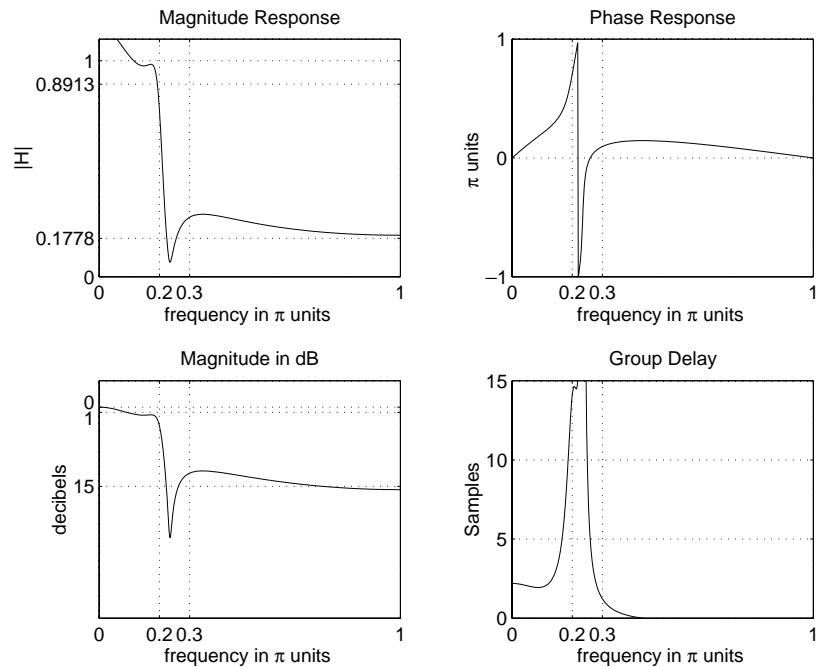 Magnitude Response
|H|
1
0.8913
0.1778
0
0 0.2 0.3 1
frequency in π units
Phase Response
π units
1
0
−1
0 0.2 0.3 1
frequency in π units
Magnitude in dB
decibels
0
1
15
0 0.2 0.3 1
frequency in π units
Group Delay
Samples
15
10
5
0
0 0.2 0.3 1
frequency in π units